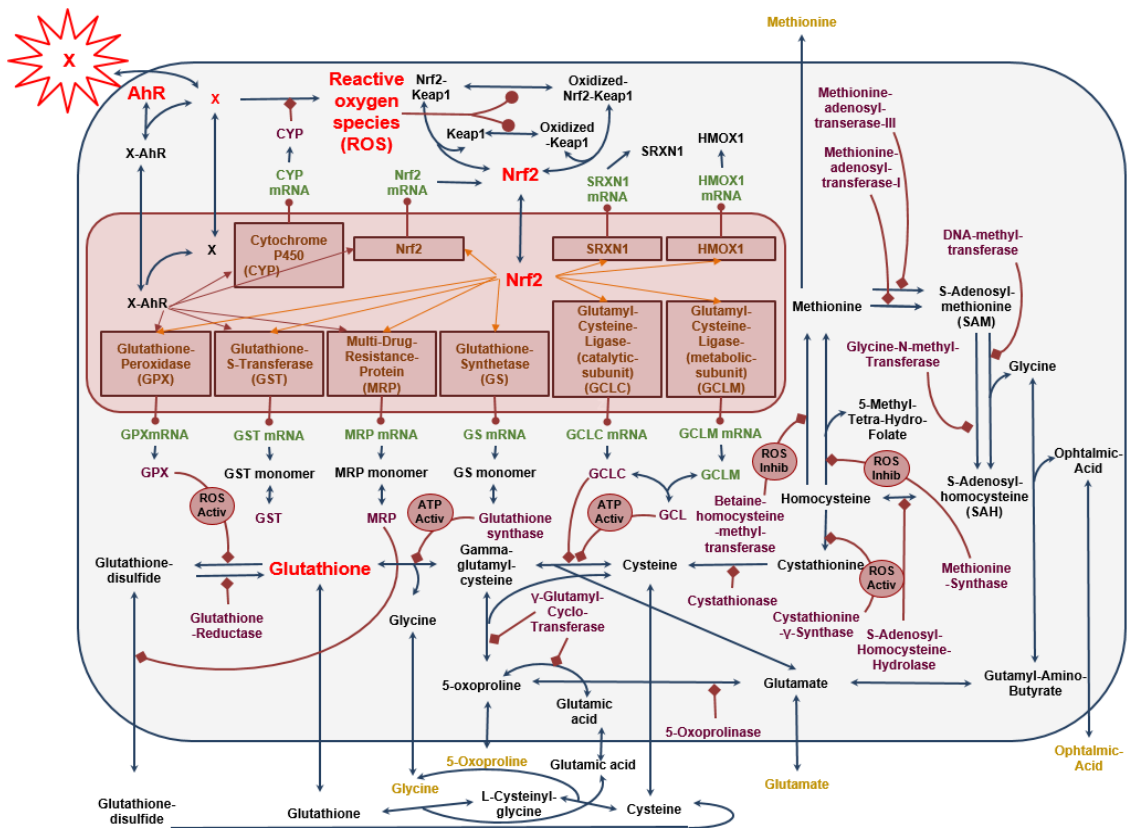 Methionine
X
AhR
X
Reactive
oxygen
species
(ROS)
Nrf2-
Keap1
Oxidized-
Nrf2-Keap1
Keap1
Oxidized
-Keap1
CYP
X-AhR
CYP
mRNA
Nrf2
mRNA
Nrf2
SRXN1
SRXN1
mRNA
HMOX1
HMOX1
mRNA
Methionine-
adenosyl-
transerase-III
Methionine-
adenosyl-
transferase-I
DNA-methyl-
transferase
X
Cytochrome
P450
(CYP)
Nrf2
SRXN1
HMOX1
Nrf2
X-AhR
Methionine
S-Adenosyl-
methionine
(SAM)
Glutathione-
Peroxidase
(GPX)
Glutathione-
S-Transferase
(GST)
Multi-Drug-
Resistance-
Protein
(MRP)
Glutathione-
Synthetase
(GS)
Glutamyl-
Cysteine-
Ligase-
(catalytic-
subunit)
(GCLC)
Glutamyl-
Cysteine-
Ligase-
(metabolic-
subunit)
(GCLM)
Glycine-N-methyl-
Transferase
Glycine
5-Methyl-
Tetra-Hydro-
Folate
GPXmRNA
GST mRNA
MRP mRNA
GS mRNA
GCLC mRNA
GCLM mRNA
GPX
GST monomer
MRP monomer
GS monomer
GCLC
GCLM
ROS
Inhib
ROS
Inhib
Ophtalmic-
Acid
ROS
Activ
GST
MRP
ATP
Activ
Glutathione
synthase
ATP
Activ
GCL
Betaine-
homocysteine
-methyl-
transferase
Homocysteine
S-Adenosyl-
homocysteine
(SAH)
Glutathione-
disulfide
Glutathione
Gamma-
glutamyl-
cysteine
Cysteine
Cystathionine
ROS
Activ
Methionine
-Synthase
Glutathione
-Reductase
Glycine
γ-Glutamyl-
Cyclo-
Transferase
Cystathionase
Cystathionine
-γ-Synthase
S-Adenosyl-
Homocysteine-
Hydrolase
5-oxoproline
Glutamic
acid
Glutamate
Gutamyl-Amino-
Butyrate
5-Oxoprolinase
5-Oxoproline
Glutamic acid
Glycine
Glutamate
Ophtalmic-
Acid
Glutathione-
disulfide
Glutathione
L-Cysteinyl-
glycine
Cysteine